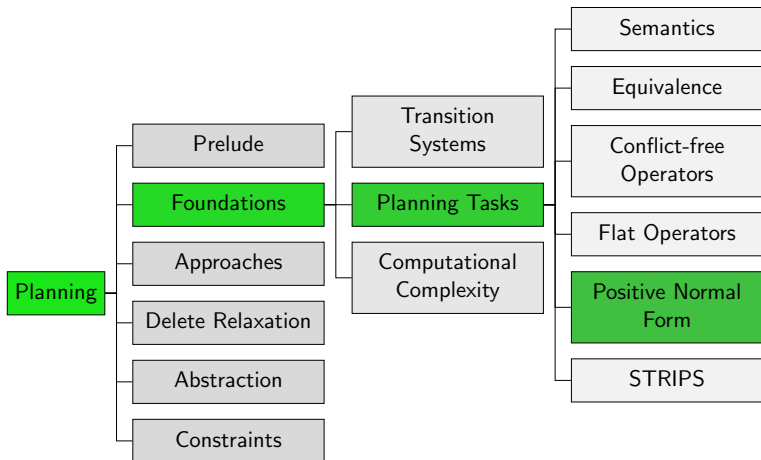 Planning
Prelude
Foundations
Approaches
Delete Relaxation
Abstraction
Constraints
Transition
Systems
Planning Tasks
Computational
Complexity
Semantics
Equivalence
Conflict-free
Operators
Flat Operators
Positive Normal
Form
STRIPS